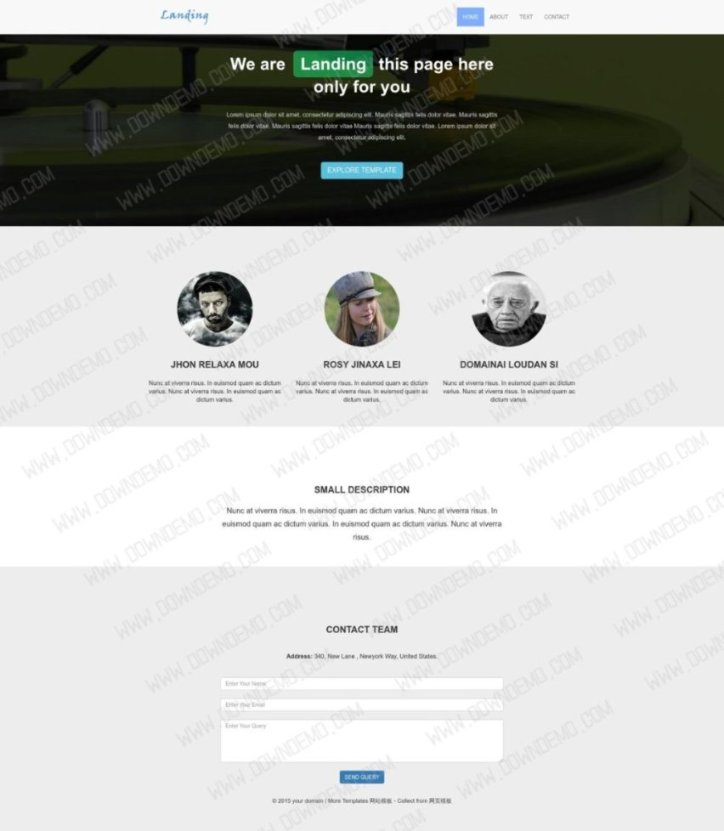 Landing
HOME ABOUT TEXT CONTACT
We are Landing this page here
only for you
Lorem ipsum dolor sit amet, consectetur adipiscing elit. Mauris sagittis felis dolor vitae. Mauris sagittis
felis dolor vitae. Mauris sagittis felis dolor vitae Mauris sagittis felis dolor vitae. Lorem ipsum dolor sit
amet, consectetur adipiscing elit.
EXPLORE TEMPLATE
JHON RELAXA MOU ROSY JINAXA LEI DOMAINAI LOUDAN SI
Nunc at viverra risus. In euismod quam ac dictum Nunc at viverra risus. In euismod quam ac dictum Nunc at viverra risus. In euismod quam ac dictum
varius. Nunc at viverra risus. In euismod quam ac varius. Nunc at viverra risus. In euismod quam ac varius. Nunc at viverra risus. In euismod quam ac
dictum varius. dictum varius. dictum varius.
SMALL DESCRIPTION
Nunc at viverra risus. In euismod quam ac dictum varius. Nunc at viverra risus. In
euismod quam ac dictum varius. In euismod quam ac dictum varius. Nunc at viverra
risus.
CONTACT TEAM
Address: 340, New Lane , Newyork Way, United States.
Enter Your Name
Enter Your Email
Enter Your Query
SEND QUERY
© 2015 your domain | More Templates 网站模板 - Collect from 网页模板
WWW.DOWNDEMO.COM